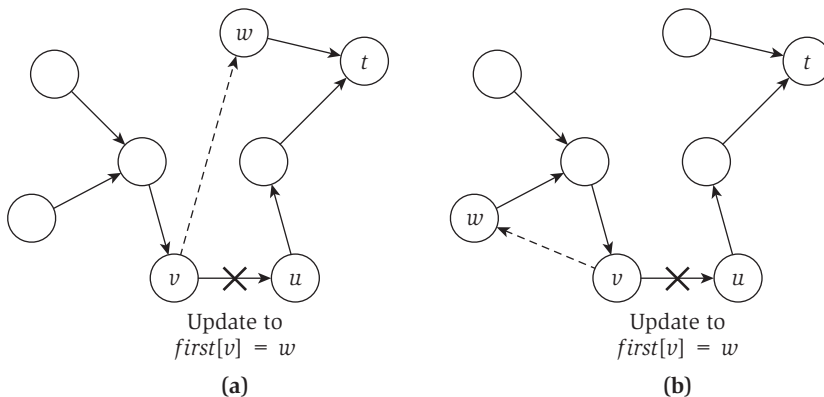 w
t
v
u
Update to
first[v] = w
(a)
t
w
v
u
Update to
first[v] = w
(b)